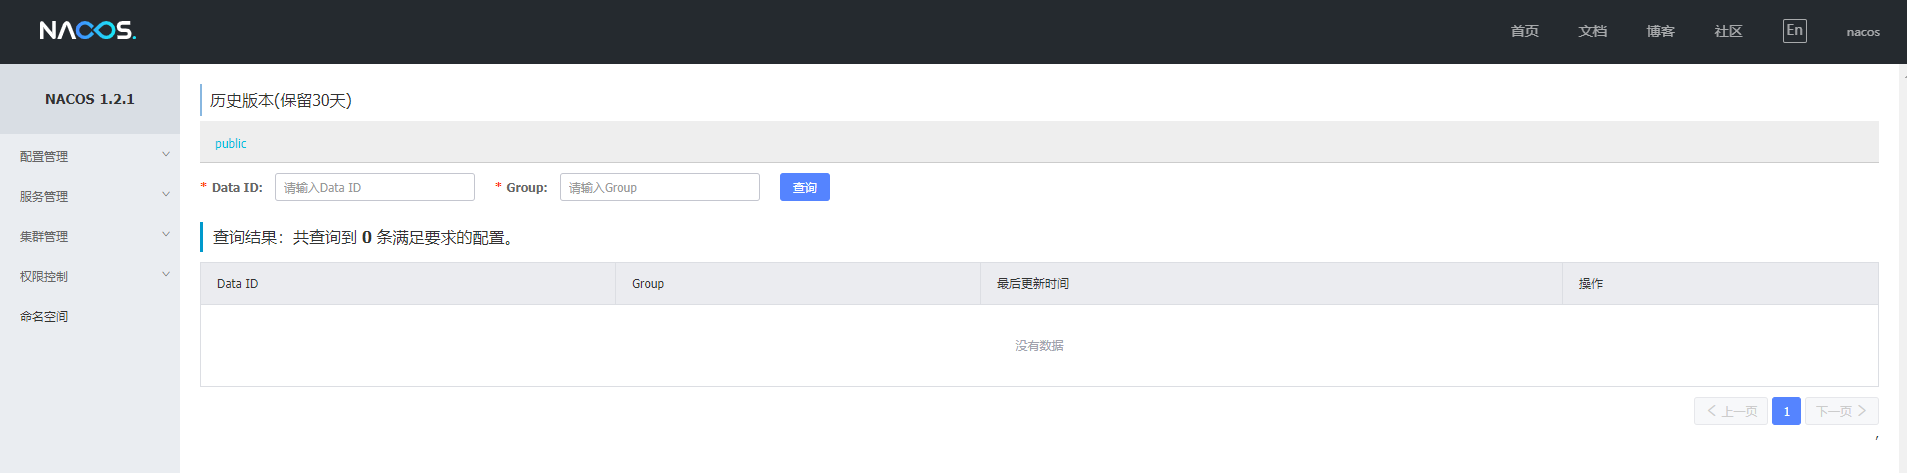 NACOS.
首页 文档 博客 社区 En nacos
NACOS 1.2.1
配置管理
服务管理
集群管理
权限控制
命名空间
历史版本(保留30天)
public
* Data ID: 请输入Data ID * Group: 请输入Group 查询
查询结果：共查询到 0 条满足要求的配置。
Data ID Group 最后更新时间 操作
没有数据
上一页 1 下一页
,